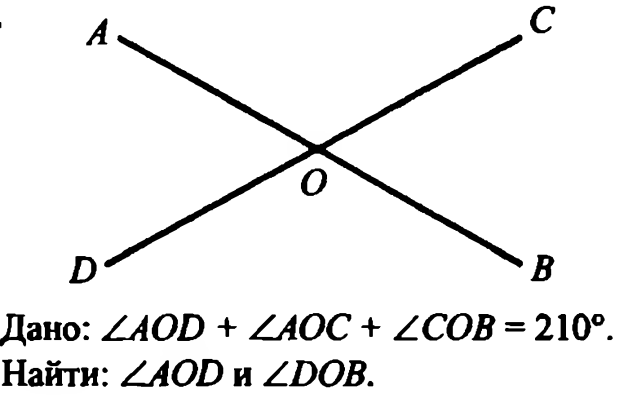 A C
O
D B
Дано: ∠AOD + ∠AOC + ∠COB = 210°.
Найти: ∠AOD и ∠DOB.